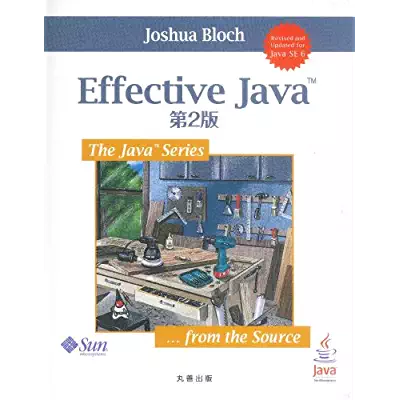 Joshua Bloch
Revised and
Updated for
Java SE 6
Effective Java™
第2版
The Java™ Series
... from the Source
Sun
microsystems
Java
丸善出版